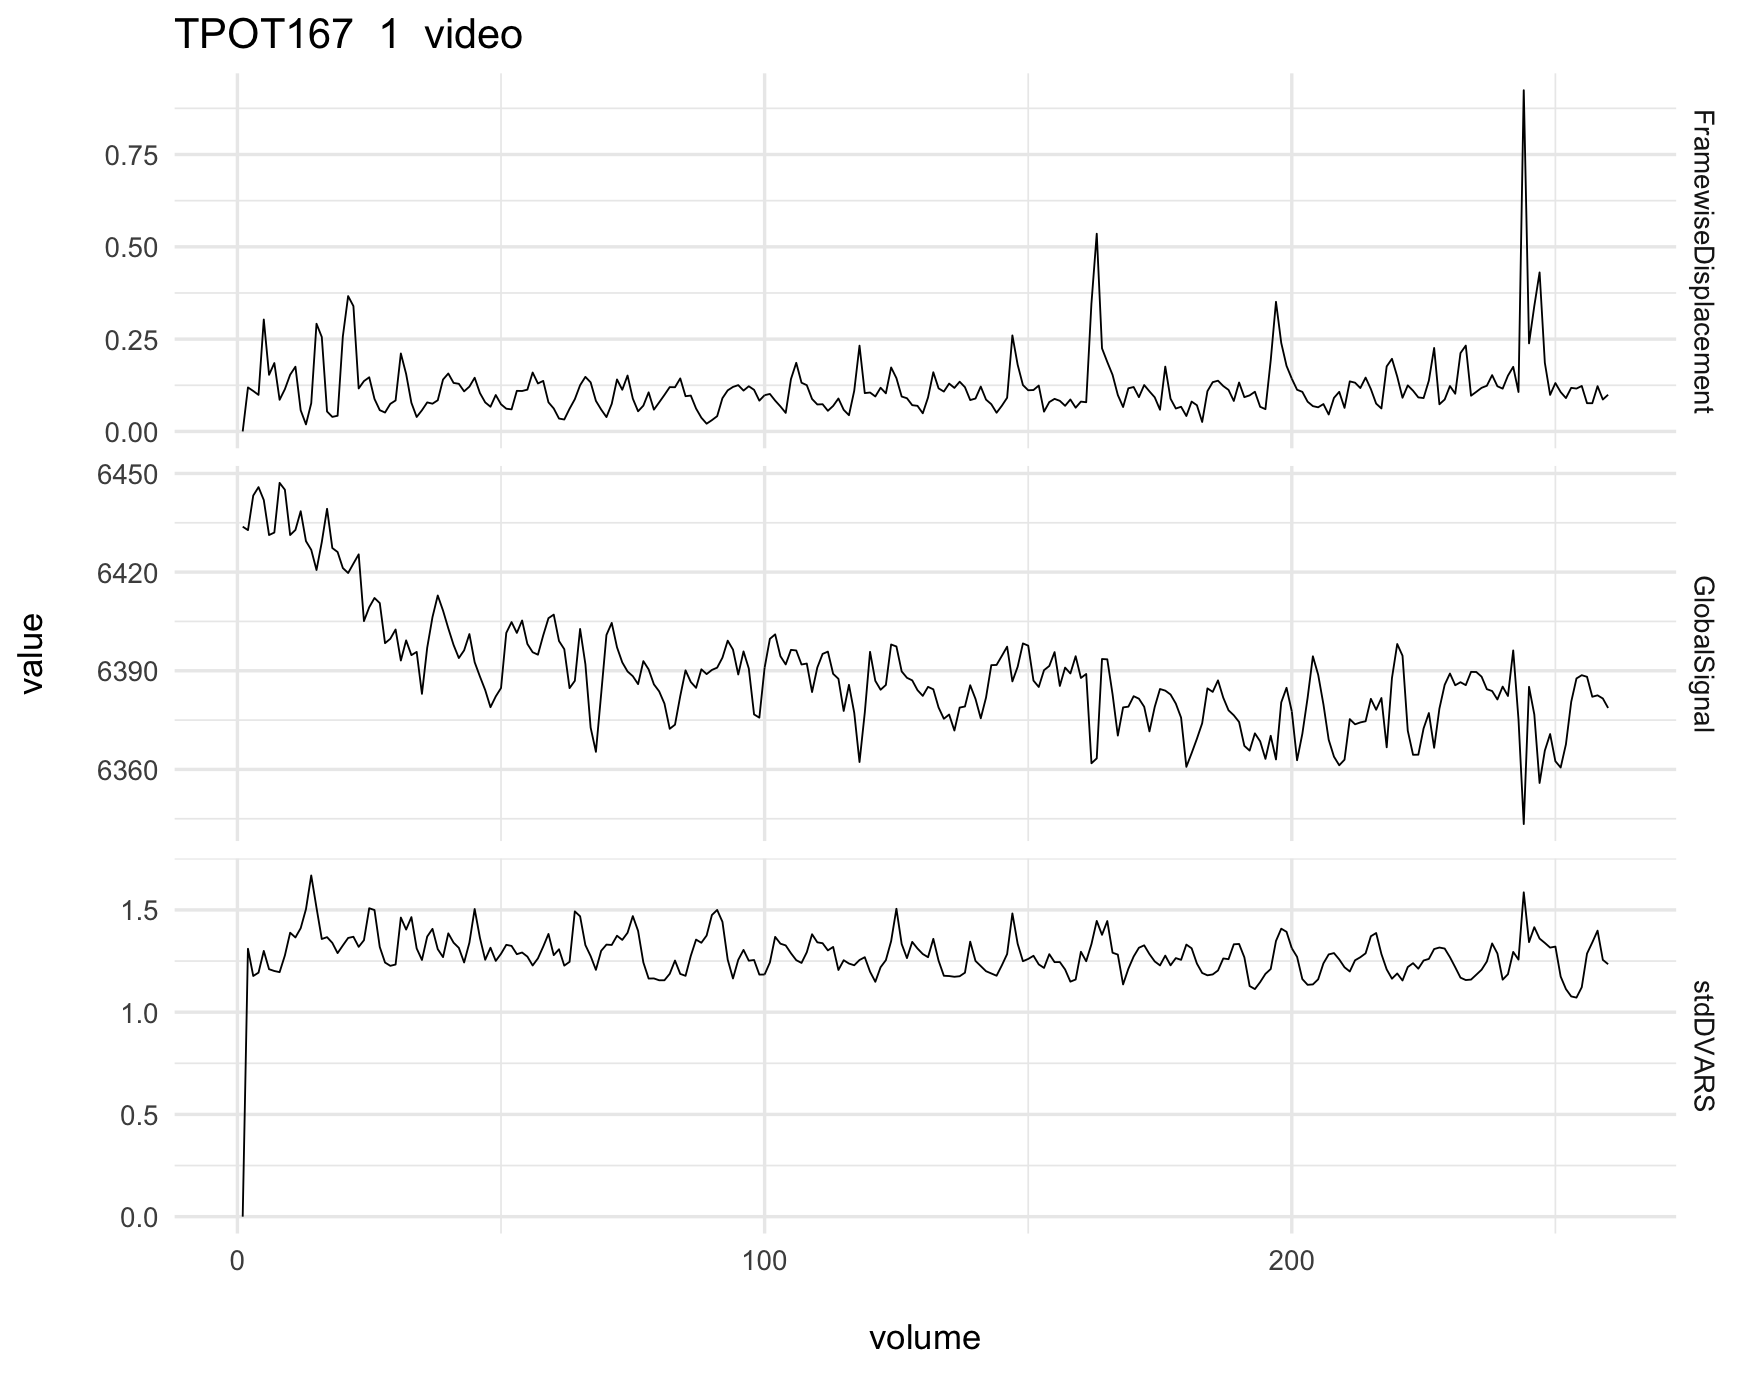 TPOT167 1 video
0.75
0.50
0.25
0.00
FramewiseDisplacement
6450
6420
6390
6360
GlobalSignal
value
1.5
1.0
0.5
0.0
stdDVARS
0 100 200
volume